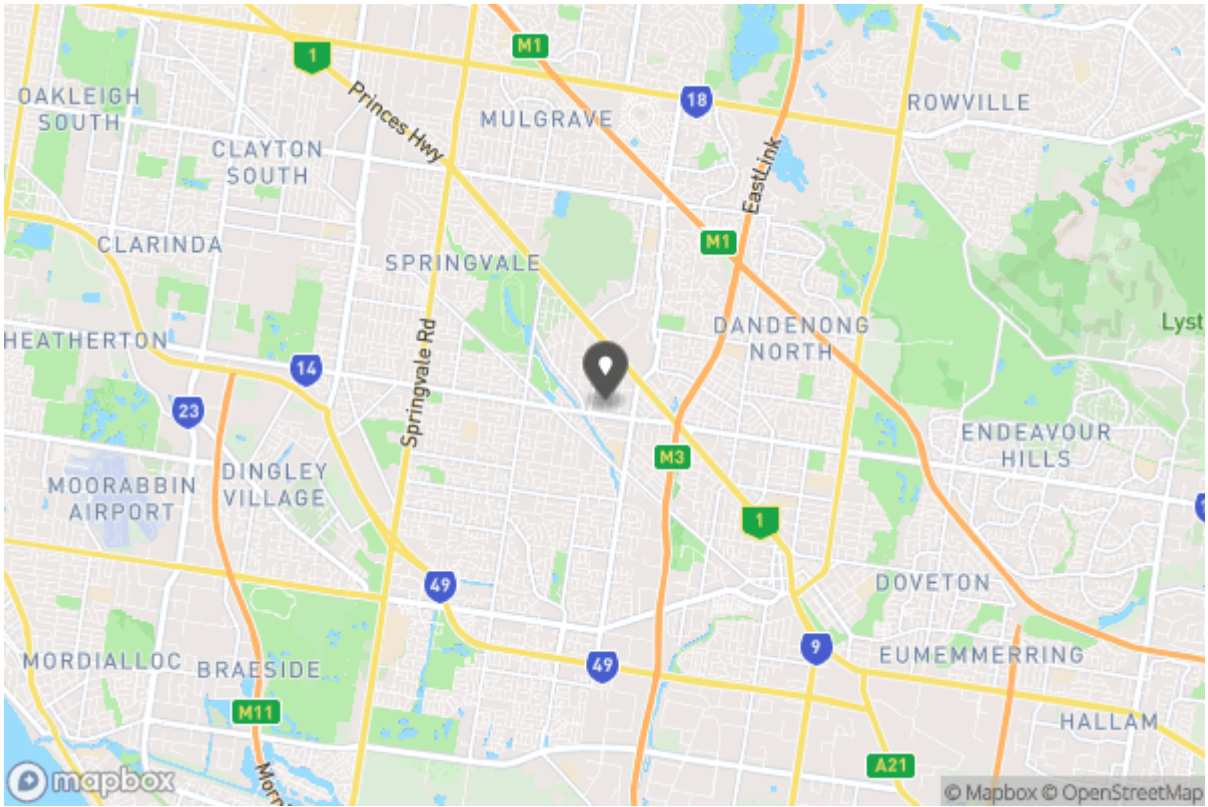 M1
1
18
ROWVILLE
OAKLEIGH
SOUTH
Princes Hwy
MULGRAVE
CLAYTON
SOUTH
EastLink
M1
CLARINDA
SPRINGVALE
HEATHERTON
DANDENONG
NORTH
Lyst
14
Springvale Rd
23
ENDEAVOUR
HILLS
M3
DINGLEY
VILLAGE
MOORABBIN
AIRPORT
1
49
DOVETON
9
EUMEMMERRING
MORDIALLOC
BRAESIDE
49
M11
HALLAM
A21
Morn
mapbox
© Mapbox © OpenStreetMap